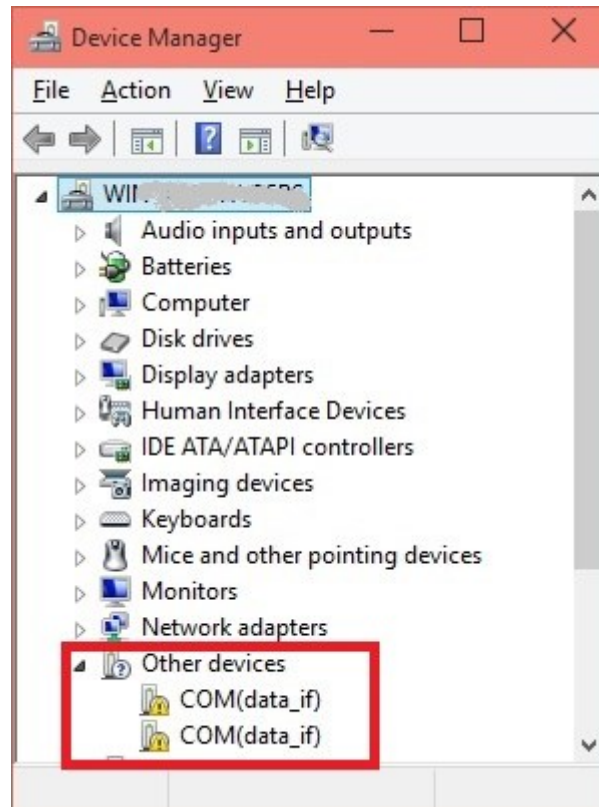 Device Manager
File Action View Help
Audio inputs and outputs
Batteries
Computer
Disk drives
Display adapters
Human Interface Devices
IDE ATA/ATAPI controllers
Imaging devices
Keyboards
Mice and other pointing devices
Monitors
Network adapters
Other devices
COM(data_if)
COM(data_if)